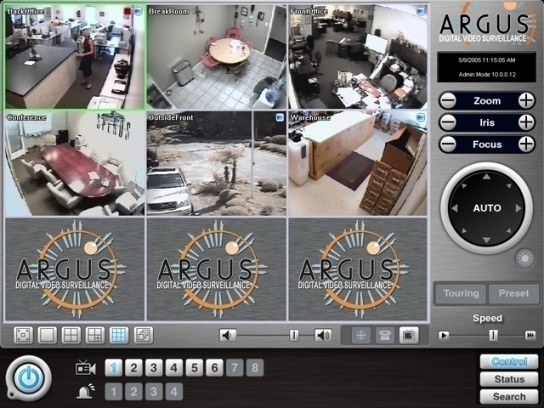 BackOffice
BreakRoom
FrontOffice
ARGUS
DIGITAL VIDEO SURVEILLANCE
5/9/2005 11:15:05 AM
Admin Mode 10.0.0.12
Zoom
Iris
Focus
Conference
OutsideFront
Warehouse
AUTO
ARGUS
DIGITAL VIDEO SURVEILLANCE
ARGUS
DIGITAL VIDEO SURVEILLANCE
ARGUS
DIGITAL VIDEO SURVEILLANCE
Touring
Preset
Speed
1 2 3 4 5 6 7 8
1 2 3 4
Control
Status
Search